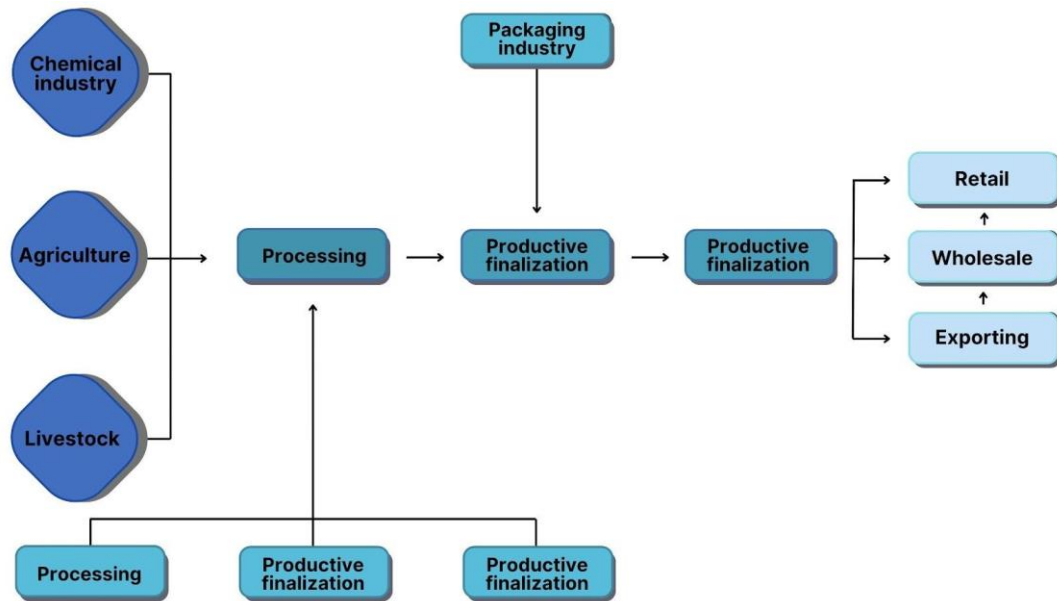 Chemical
industry
Packaging
industry
Retail
Agriculture
Processing
Productive
finalization
Productive
finalization
Wholesale
Exporting
Livestock
Processing
Productive
finalization
Productive
finalization